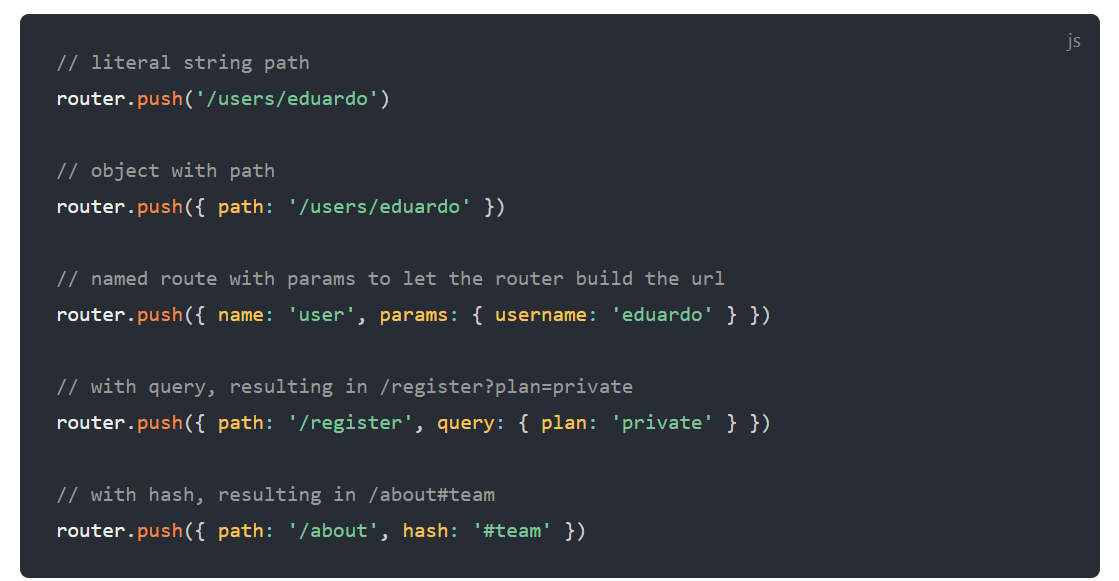 js
// literal string path
router.push('/users/eduardo')
// object with path
router.push({ path: '/users/eduardo' })
// named route with params to let the router build the url
router.push({ name: 'user', params: { username: 'eduardo' } })
// with query, resulting in /register?plan=private
router.push({ path: '/register', query: { plan: 'private' } })
// with hash, resulting in /about#team
router.push({ path: '/about', hash: '#team' })